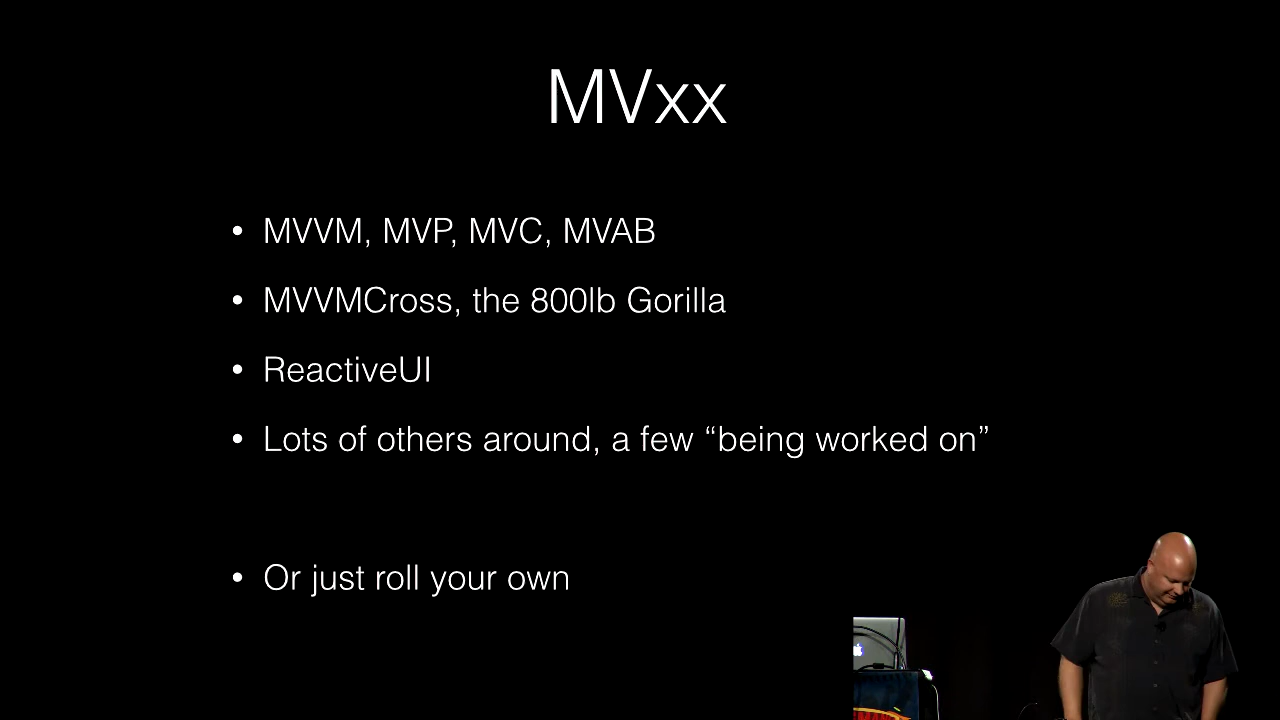 MVxx
• MVVM, MVP, MVC, MVAB
• MVVMCross, the 800lb Gorilla
• ReactiveUI
• Lots of others around, a few “being worked on”
• Or just roll your own